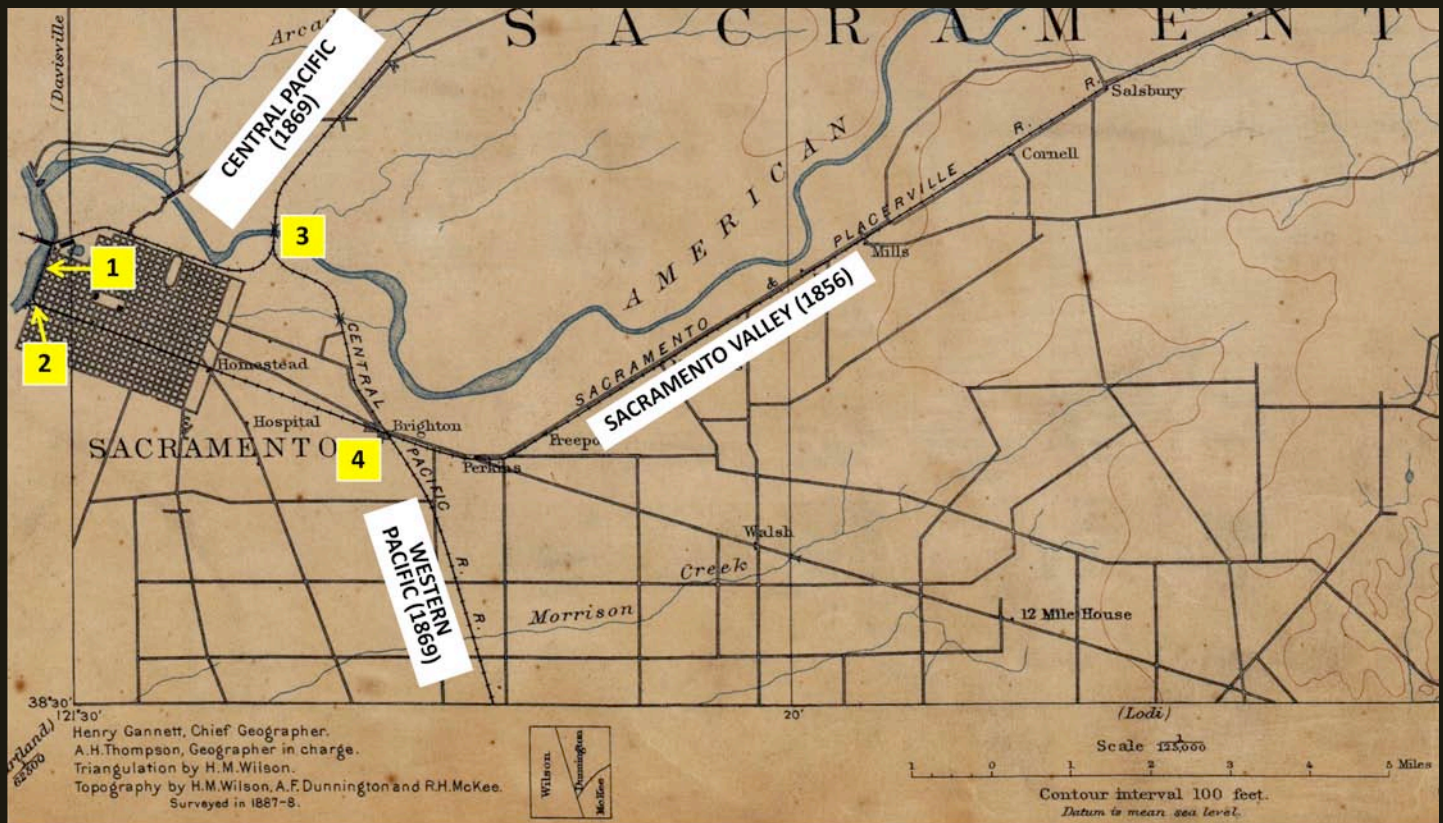 (Davisville
Arcad
S A C R A M E N T
CENTRAL PACIFIC
(1869)
R.
Salsbury
R.
Cornell
AMERICAN
PLACERVILLE
Mills
3
1
&
SACRAMENTO
SACRAMENTO VALLEY (1856)
2
CENTRAL
Homestead
Hospital
Brighton
SACRAMENTO
4
PACIFIC
Perkins
Freepo
WESTERN
PACIFIC (1869)
R.
R.
Walsh
Creek
Morrison
12 Mile House
38°30'
121°30'
20'
(Lodi)
rtland)
62500
Henry Gannett, Chief Geographer.
A.H.Thompson, Geographer in charge.
Triangulation by H.M.Wilson.
Topography by H.M.Wilson, A.F.Dunnington and R.H.McKee.
Surveyed in 1887-8.
Wilson
Dunnington
McKee
Scale 1/125,000
1 0 1 2 3 4 5 Miles
Contour interval 100 feet.
Datum is mean sea level.